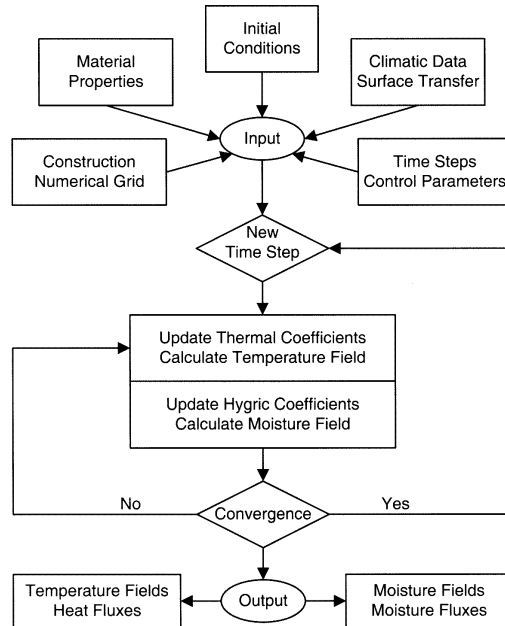 Initial
Conditions
Material
Properties
Climatic Data
Surface Transfer
Input
Construction
Numerical Grid
Time Steps
Control Parameters
New
Time Step
Update Thermal Coefficients
Calculate Temperature Field
Update Hygric Coefficients
Calculate Moisture Field
No
Yes
Convergence
Temperature Fields
Heat Fluxes
Output
Moisture Fields
Moisture Fluxes